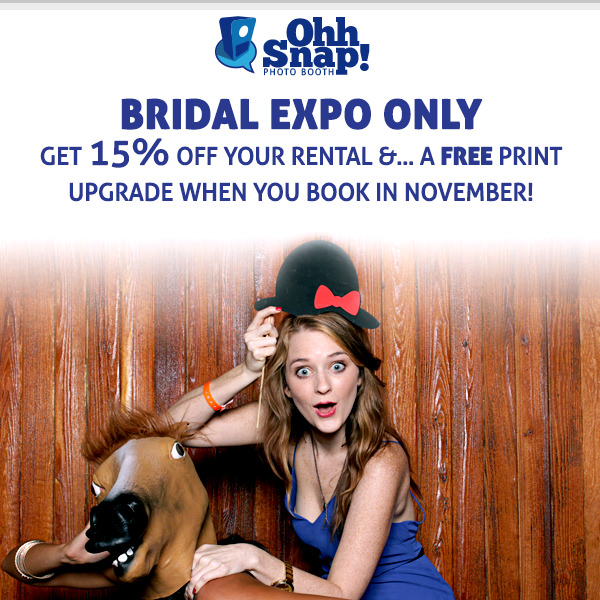 Ohh
Snap!
PHOTO BOOTH
BRIDAL EXPO ONLY
GET 15% OFF YOUR RENTAL &... A FREE PRINT
UPGRADE WHEN YOU BOOK IN NOVEMBER!